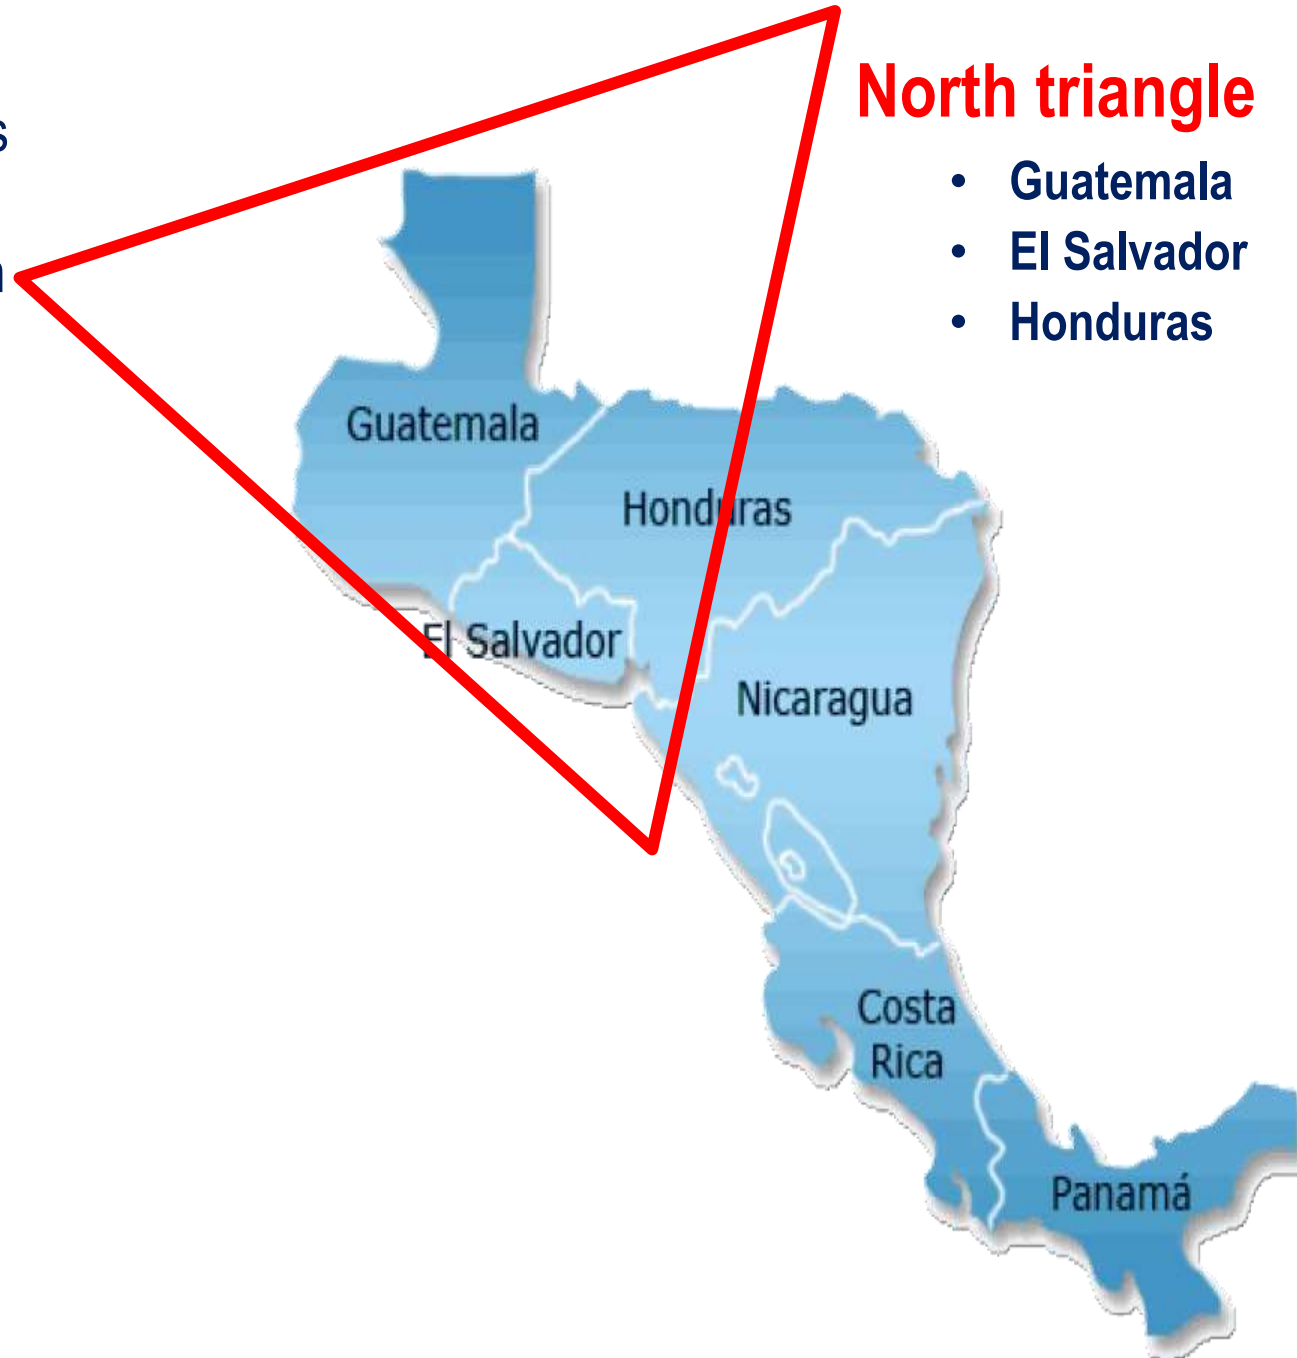 North triangle
• Guatemala
• El Salvador
• Honduras
s
n
Guatemala
Honduras
El Salvador
Nicaragua
Costa
Rica
Panamá